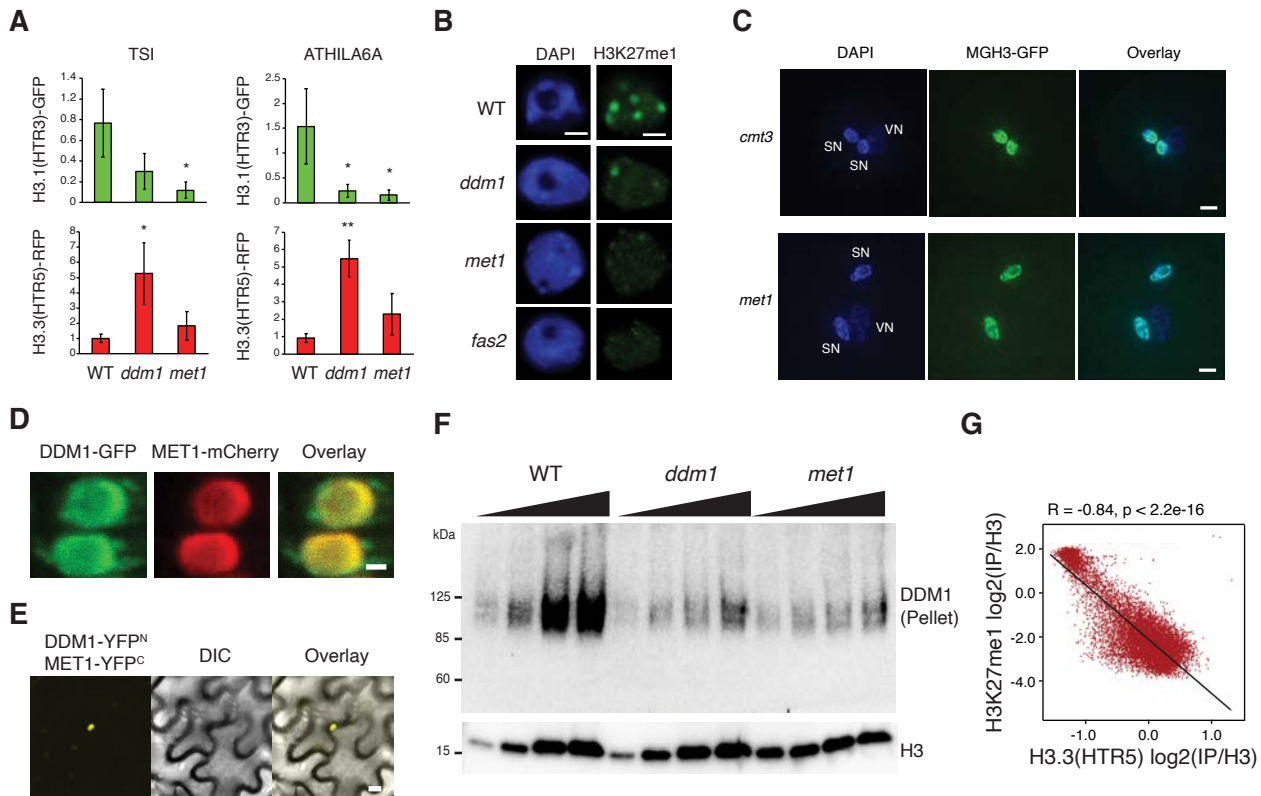 A
TSI
ATHILA6A
H3.1(HTR3)-GFP
1.4
1.2
1
0.8
0.6
0.4
0.2
0
*
H3.1(HTR3)-GFP
2.5
2
1.5
1
0.5
0
*
*
H3.3(HTR5)-RFP
8
7
6
5
4
3
2
1
0
*
WT ddm1 met1
H3.3(HTR5)-RFP
7
6
5
4
3
2
1
0
**
WT ddm1 met1
B
DAPI H3K27me1
WT
ddm1
met1
fas2
C
DAPI MGH3-GFP Overlay
cmt3
SN
SN
VN
met1
SN
SN
VN
D
DDM1-GFP MET1-mCherry Overlay
E
DDM1-YFPᴺ
MET1-YFPᶜ
DIC
Overlay
F
WT ddm1 met1
kDa
125
85
60
15
DDM1
(Pellet)
H3
G
R = -0.84, p < 2.2e-16
H3K27me1 log2(IP/H3)
2.0
0.0
-2.0
-4.0
-1.0 0.0 1.0
H3.3(HTR5) log2(IP/H3)